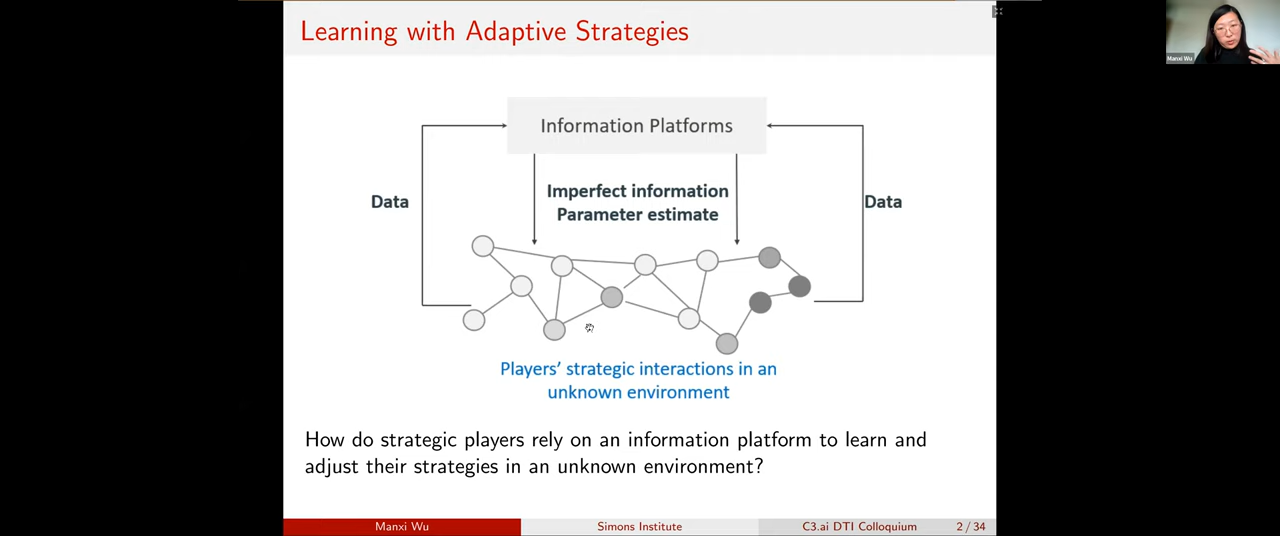 Learning with Adaptive Strategies
Manxi Wu
Information Platforms
Imperfect information
Parameter estimate
Data
Data
Players’ strategic interactions in an
unknown environment
How do strategic players rely on an information platform to learn and
adjust their strategies in an unknown environment?
Manxi Wu
Simons Institute
C3.ai DTI Colloquium
2 / 34